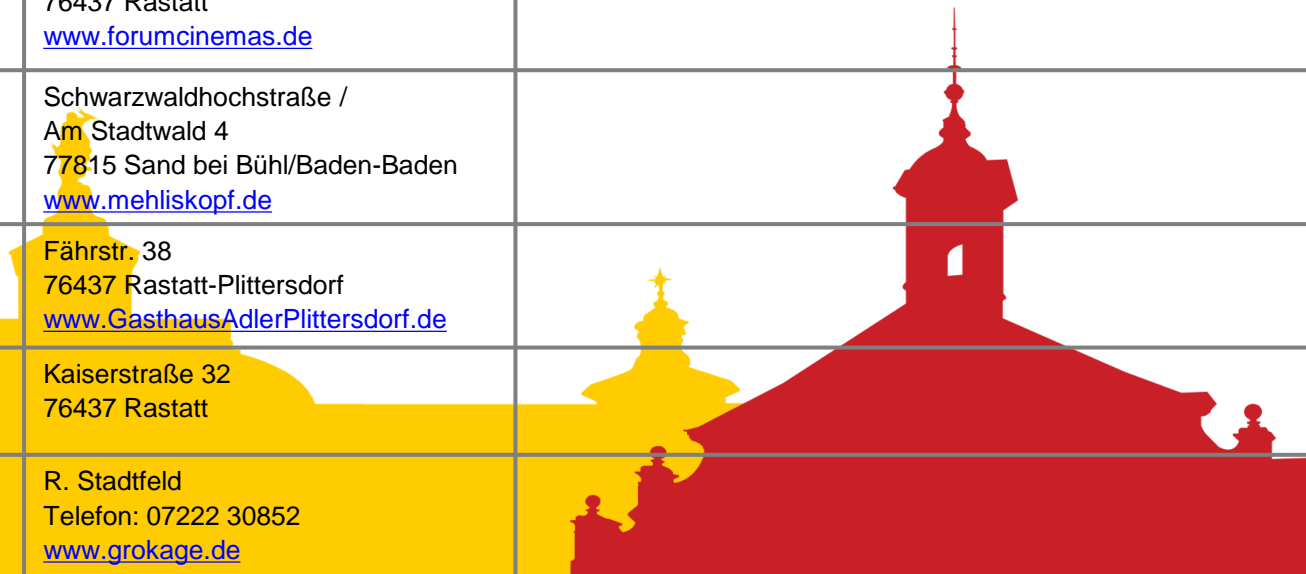 76437 Rastatt
www.forumcinemas.de
Schwarzwaldhochstraße /
Am Stadtwald 4
77815 Sand bei Bühl/Baden-Baden
www.mehliskopf.de
Fährstr. 38
76437 Rastatt-Plittersdorf
www.GasthausAdlerPlittersdorf.de
Kaiserstraße 32
76437 Rastatt
R. Stadtfeld
Telefon: 07222 30852
www.grokage.de